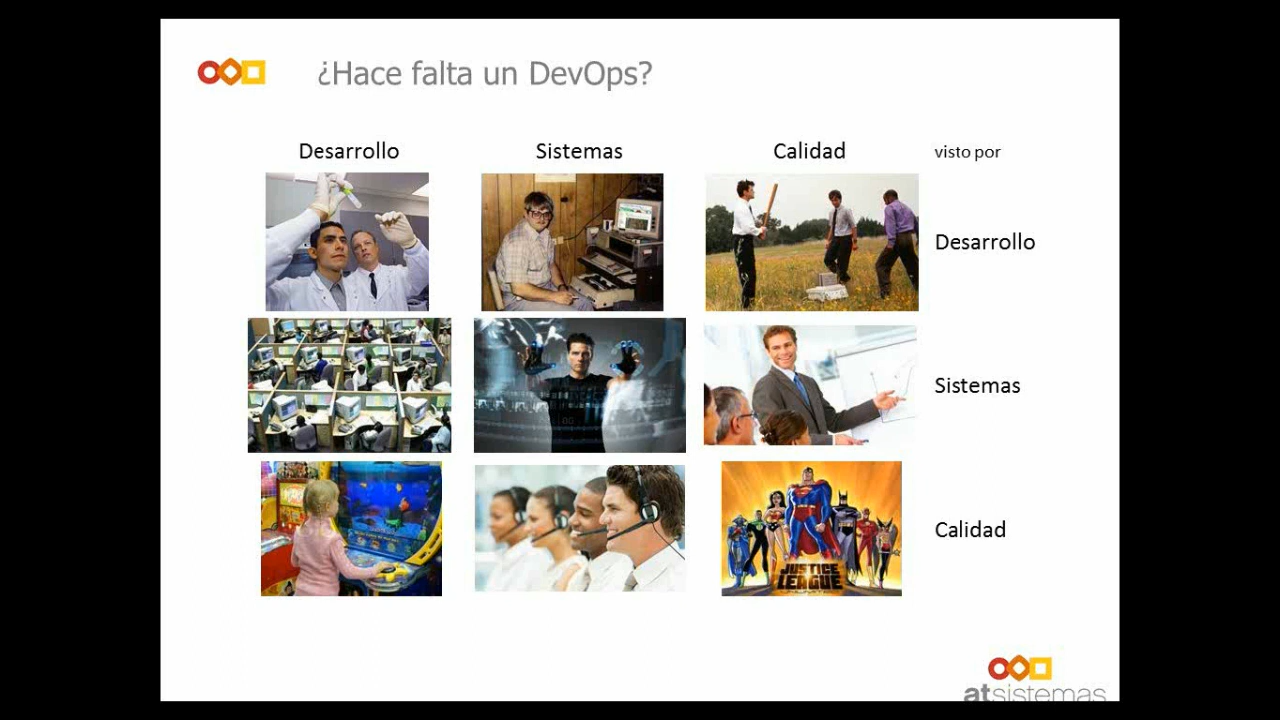 ¿Hace falta un DevOps?
Desarrollo Sistemas Calidad visto por
Desarrollo
Sistemas
Calidad
JUSTICE
LEAGUE
atsistemas